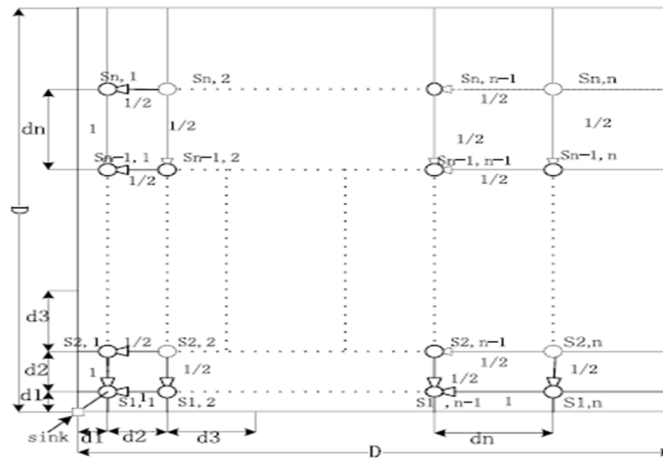 Sn,1 Sn,2 Sn,n-1 Sn,n
1/2 1/2
dn 1 1/2 1/2 1/2
Sn-1,1 Sn-1,2 Sn-1,n-1 Sn-1,n
1/2 1/2
D
d3
S2,1 1/2 S2,2 S2,n-1 S2,n
1/2
d2 1 1/2 1/2 1/2
d1 1 1
S1,1 S1,2 S1,n-1 S1,n
sink d1 d2 d3 dn
D